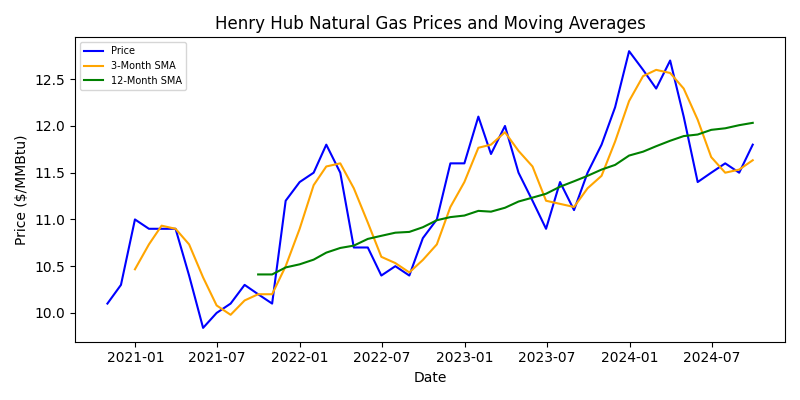 Henry Hub Natural Gas Prices and Moving Averages
Price
3-Month SMA
12-Month SMA
Price ($/MMBtu)
12.5
12.0
11.5
11.0
10.5
10.0
2021-01 2021-07 2022-01 2022-07 2023-01 2023-07 2024-01 2024-07
Date